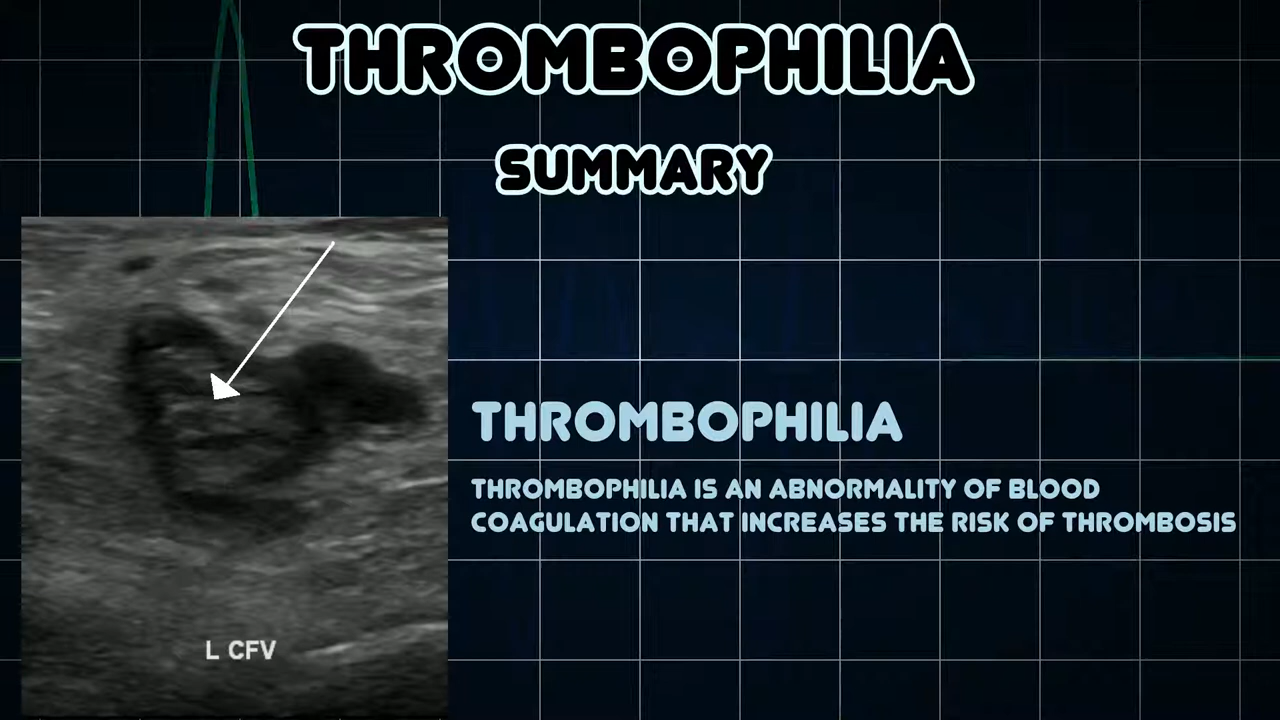 THROMBOPHILIA
SUMMARY
THROMBOPHILIA
THROMBOPHILIA IS AN ABNORMALITY OF BLOOD
COAGULATION THAT INCREASES THE RISK OF THROMBOSIS
L CFV